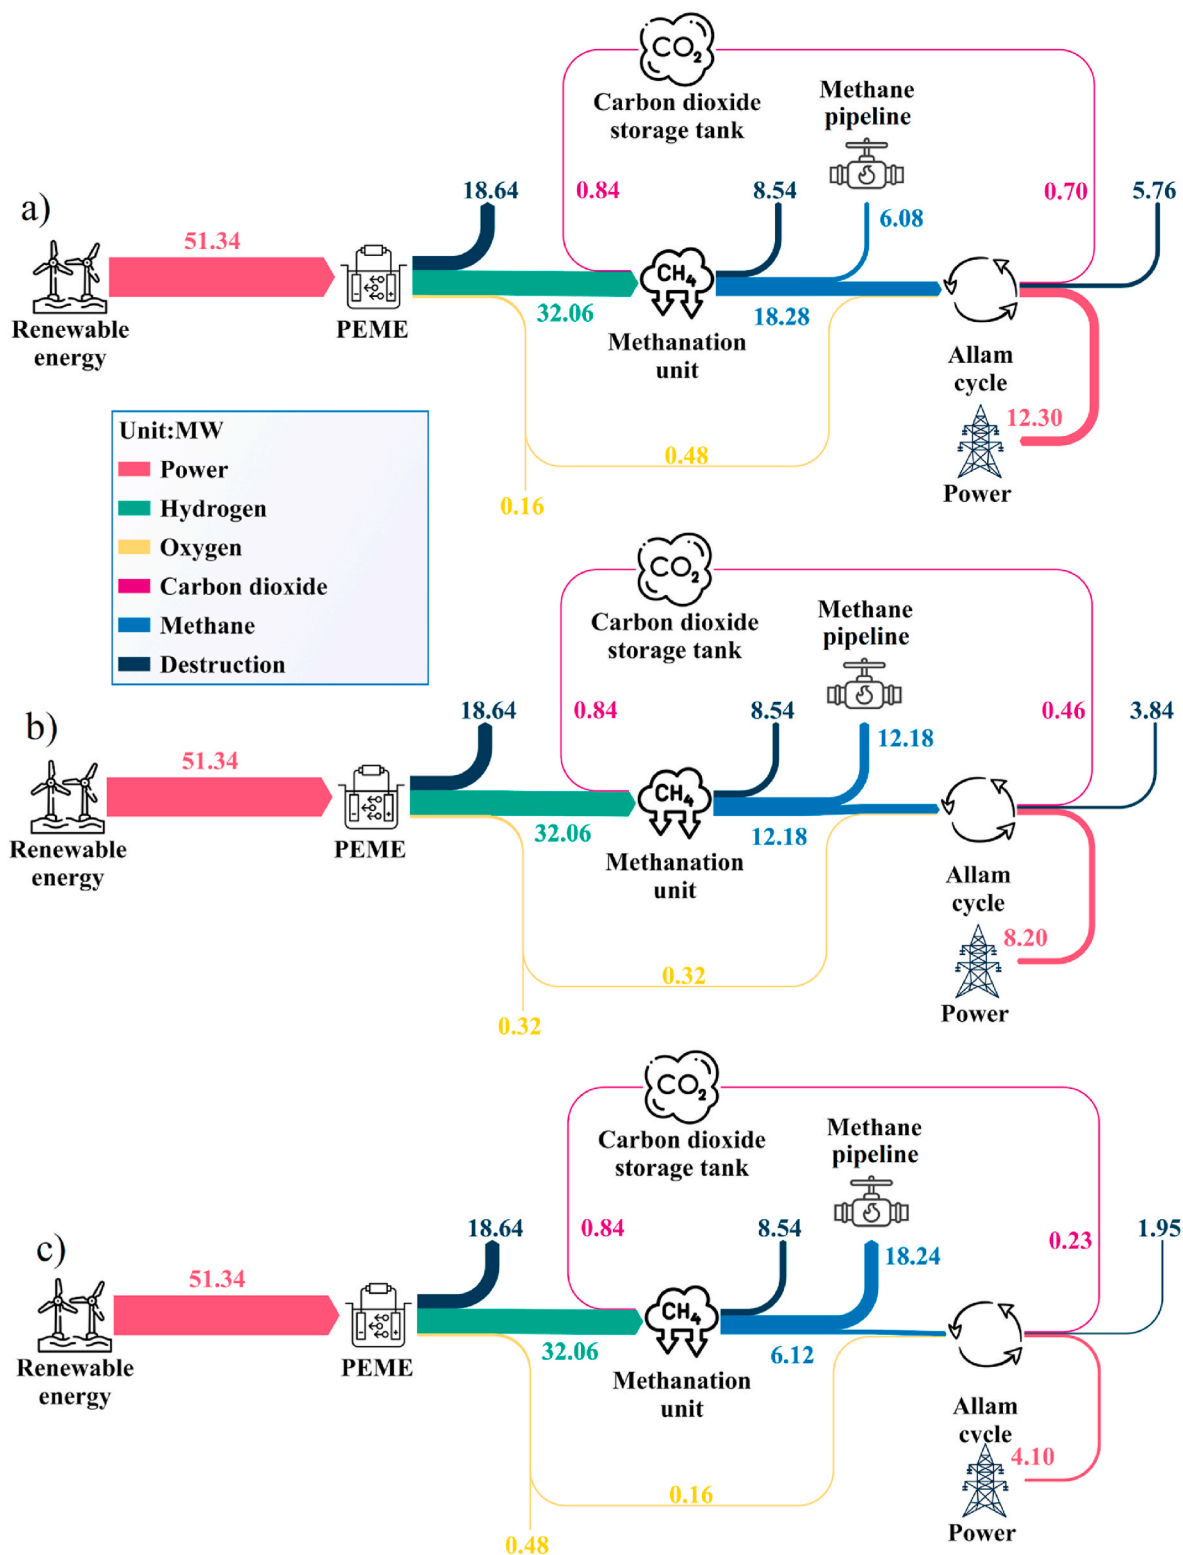 CO2
Carbon dioxide
storage tank
Methane
pipeline
a)
18.64
0.84
8.54
6.08
0.70
5.76
51.34
Renewable
energy
PEME
32.06
CH4
Methanation
unit
18.28
Allam
cycle
12.30
Power
0.48
0.16
Unit:MW
Power
Hydrogen
Oxygen
Carbon dioxide
Methane
Destruction
CO2
Carbon dioxide
storage tank
Methane
pipeline
b)
18.64
0.84
8.54
12.18
0.46
3.84
51.34
Renewable
energy
PEME
32.06
CH4
Methanation
unit
12.18
Allam
cycle
8.20
Power
0.32
0.32
CO2
Carbon dioxide
storage tank
Methane
pipeline
c)
18.64
0.84
8.54
18.24
0.23
1.95
51.34
Renewable
energy
PEME
32.06
CH4
Methanation
unit
6.12
Allam
cycle
4.10
Power
0.16
0.48